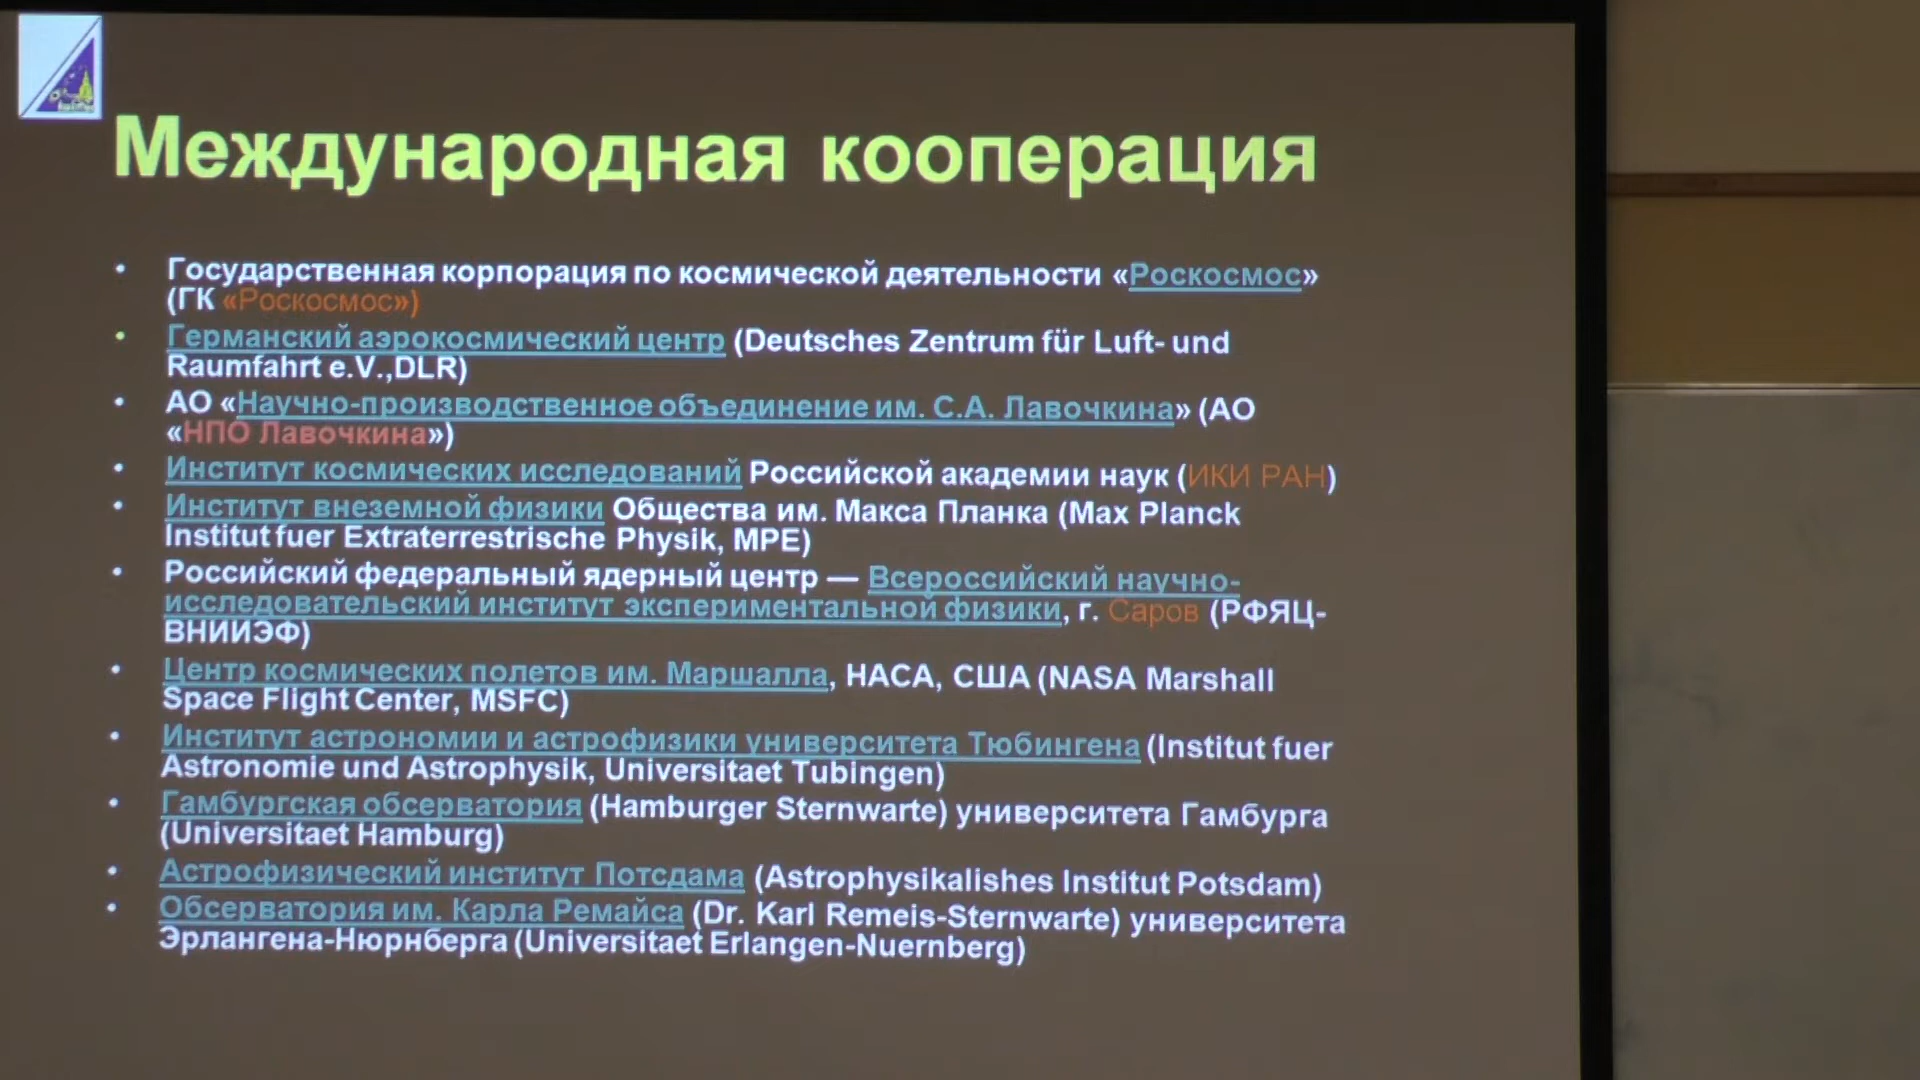 Международная кооперация
• Государственная корпорация по космической деятельности «Роскосмос»
(ГК «Роскосмос»)
• Германский аэрокосмический центр (Deutsches Zentrum für Luft- und
Raumfahrt e.V.,DLR)
• АО «Научно-производственное объединение им. С.А. Лавочкина» (АО
«НПО Лавочкина»)
• Институт космических исследований Российской академии наук (ИКИ РАН)
• Институт внеземной физики Общества им. Макса Планка (Max Planck
Institut fuer Extraterrestrische Physik, MPE)
• Российский федеральный ядерный центр — Всероссийский научно-
исследовательский институт экспериментальной физики, г. Саров (РФЯЦ-
ВНИИЭФ)
• Центр космических полетов им. Маршалла, НАСА, США (NASA Marshall
Space Flight Center, MSFC)
• Институт астрономии и астрофизики университета Тюбингена (Institut fuer
Astronomie und Astrophysik, Universitaet Tubingen)
• Гамбургская обсерватория (Hamburger Sternwarte) университета Гамбурга
(Universitaet Hamburg)
• Астрофизический институт Потсдама (Astrophysikalishes Institut Potsdam)
• Обсерватория им. Карла Ремайса (Dr. Karl Remeis-Sternwarte) университета
Эрлангена-Нюрнберга (Universitaet Erlangen-Nuernberg)